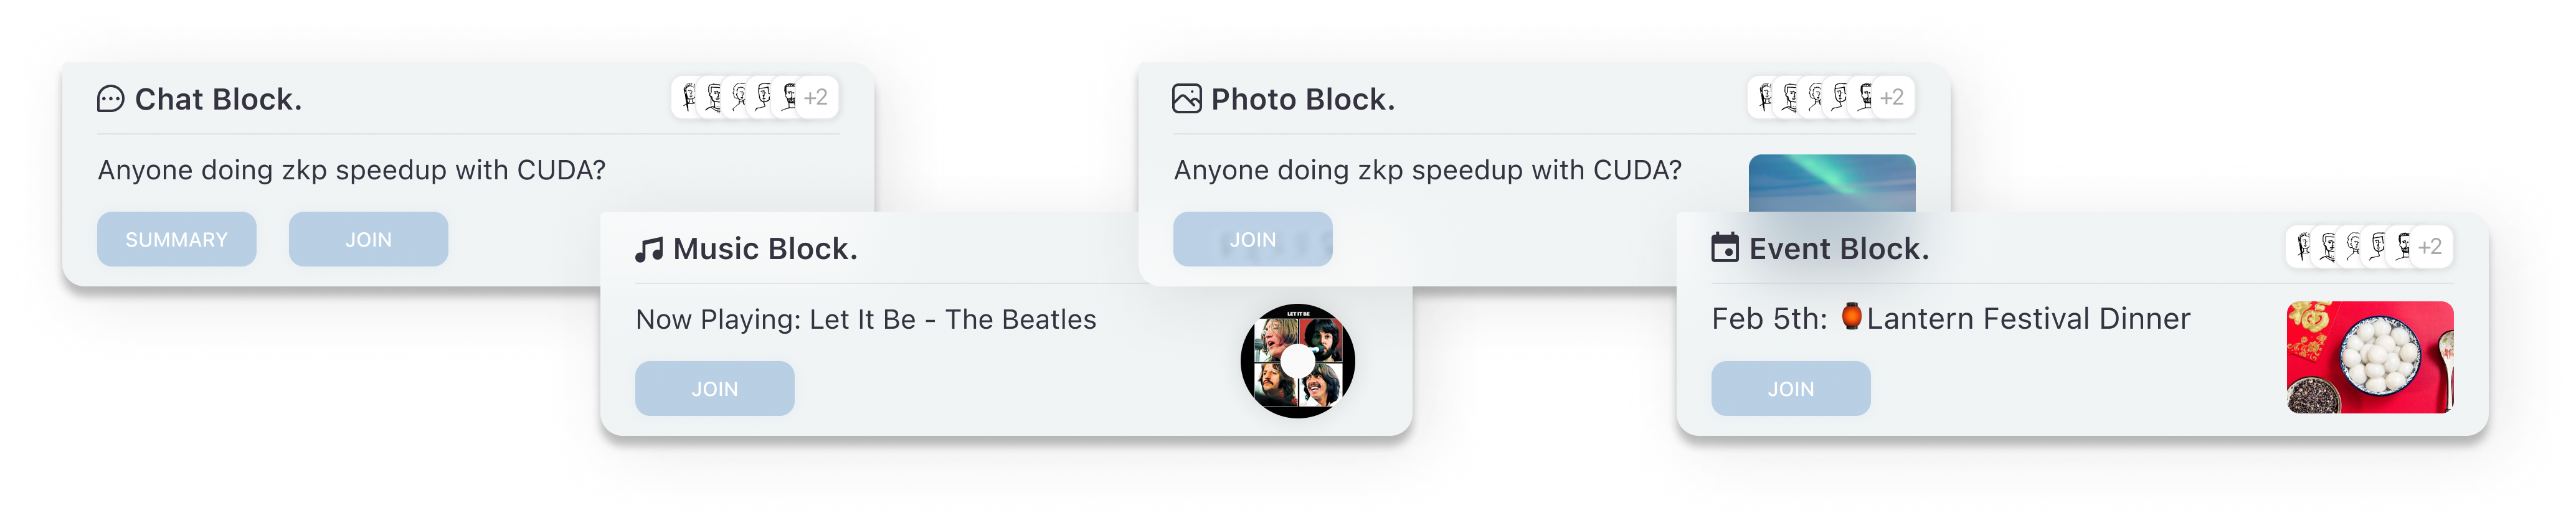 Chat Block.
+2
Anyone doing zkp speedup with CUDA?
SUMMARY
JOIN
Music Block.
Now Playing: Let It Be - The Beatles
JOIN
LET IT BE
Photo Block.
+2
Anyone doing zkp speedup with CUDA?
JOIN
Event Block.
+2
Feb 5th: 🏮Lantern Festival Dinner
JOIN